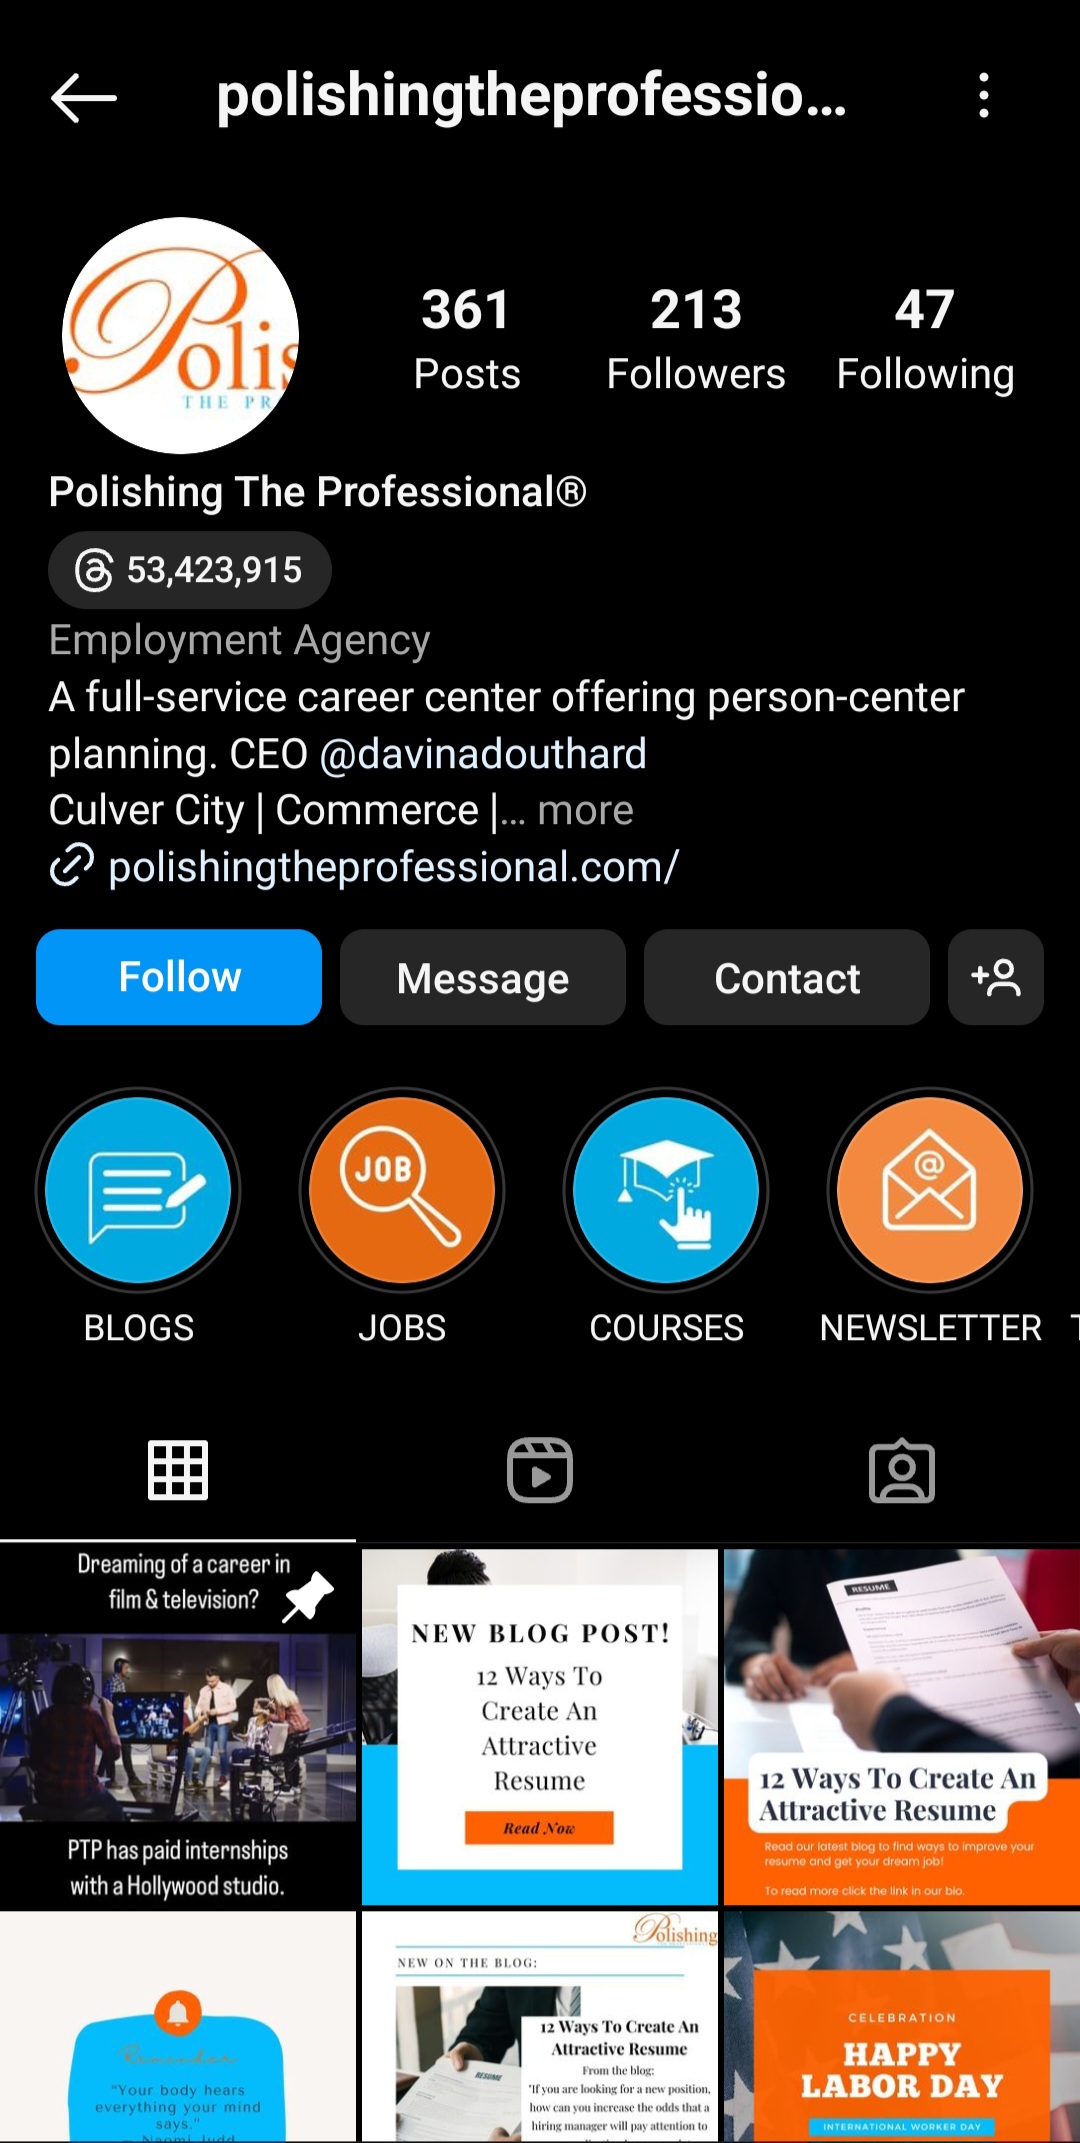 polishingtheprofessio...
Polis
THE PR
361
Posts
213
Followers
47
Following
Polishing The Professional®
53,423,915
Employment Agency
A full-service career center offering person-center
planning. CEO @davinadouthard
Culver City | Commerce |... more
polishingtheprofessional.com/
Follow
Message
Contact
BLOGS
JOB
JOBS
COURSES
@
NEWSLETTER
T
Dreaming of a career in
film & television?
PTP has paid internships
with a Hollywood studio.
NEW BLOG POST!
12 Ways To
Create An
Attractive
Resume
Read Now
RESUME
12 Ways To Create An
Attractive Resume
Read our latest blog to find ways to improve your
resume and get your dream job!
To read more click the link in our bio.
Reminder
"Your body hears
everything your mind
says."
– Naomi Judd
Polishing
NEW ON THE BLOG:
RESUME
12 Ways To Create An
Attractive Resume
From the blog:
"If you are looking for a new position,
how can you increase the odds that a
hiring manager will pay attention to
CELEBRATION
HAPPY
LABOR DAY
INTERNATIONAL WORKER DAY